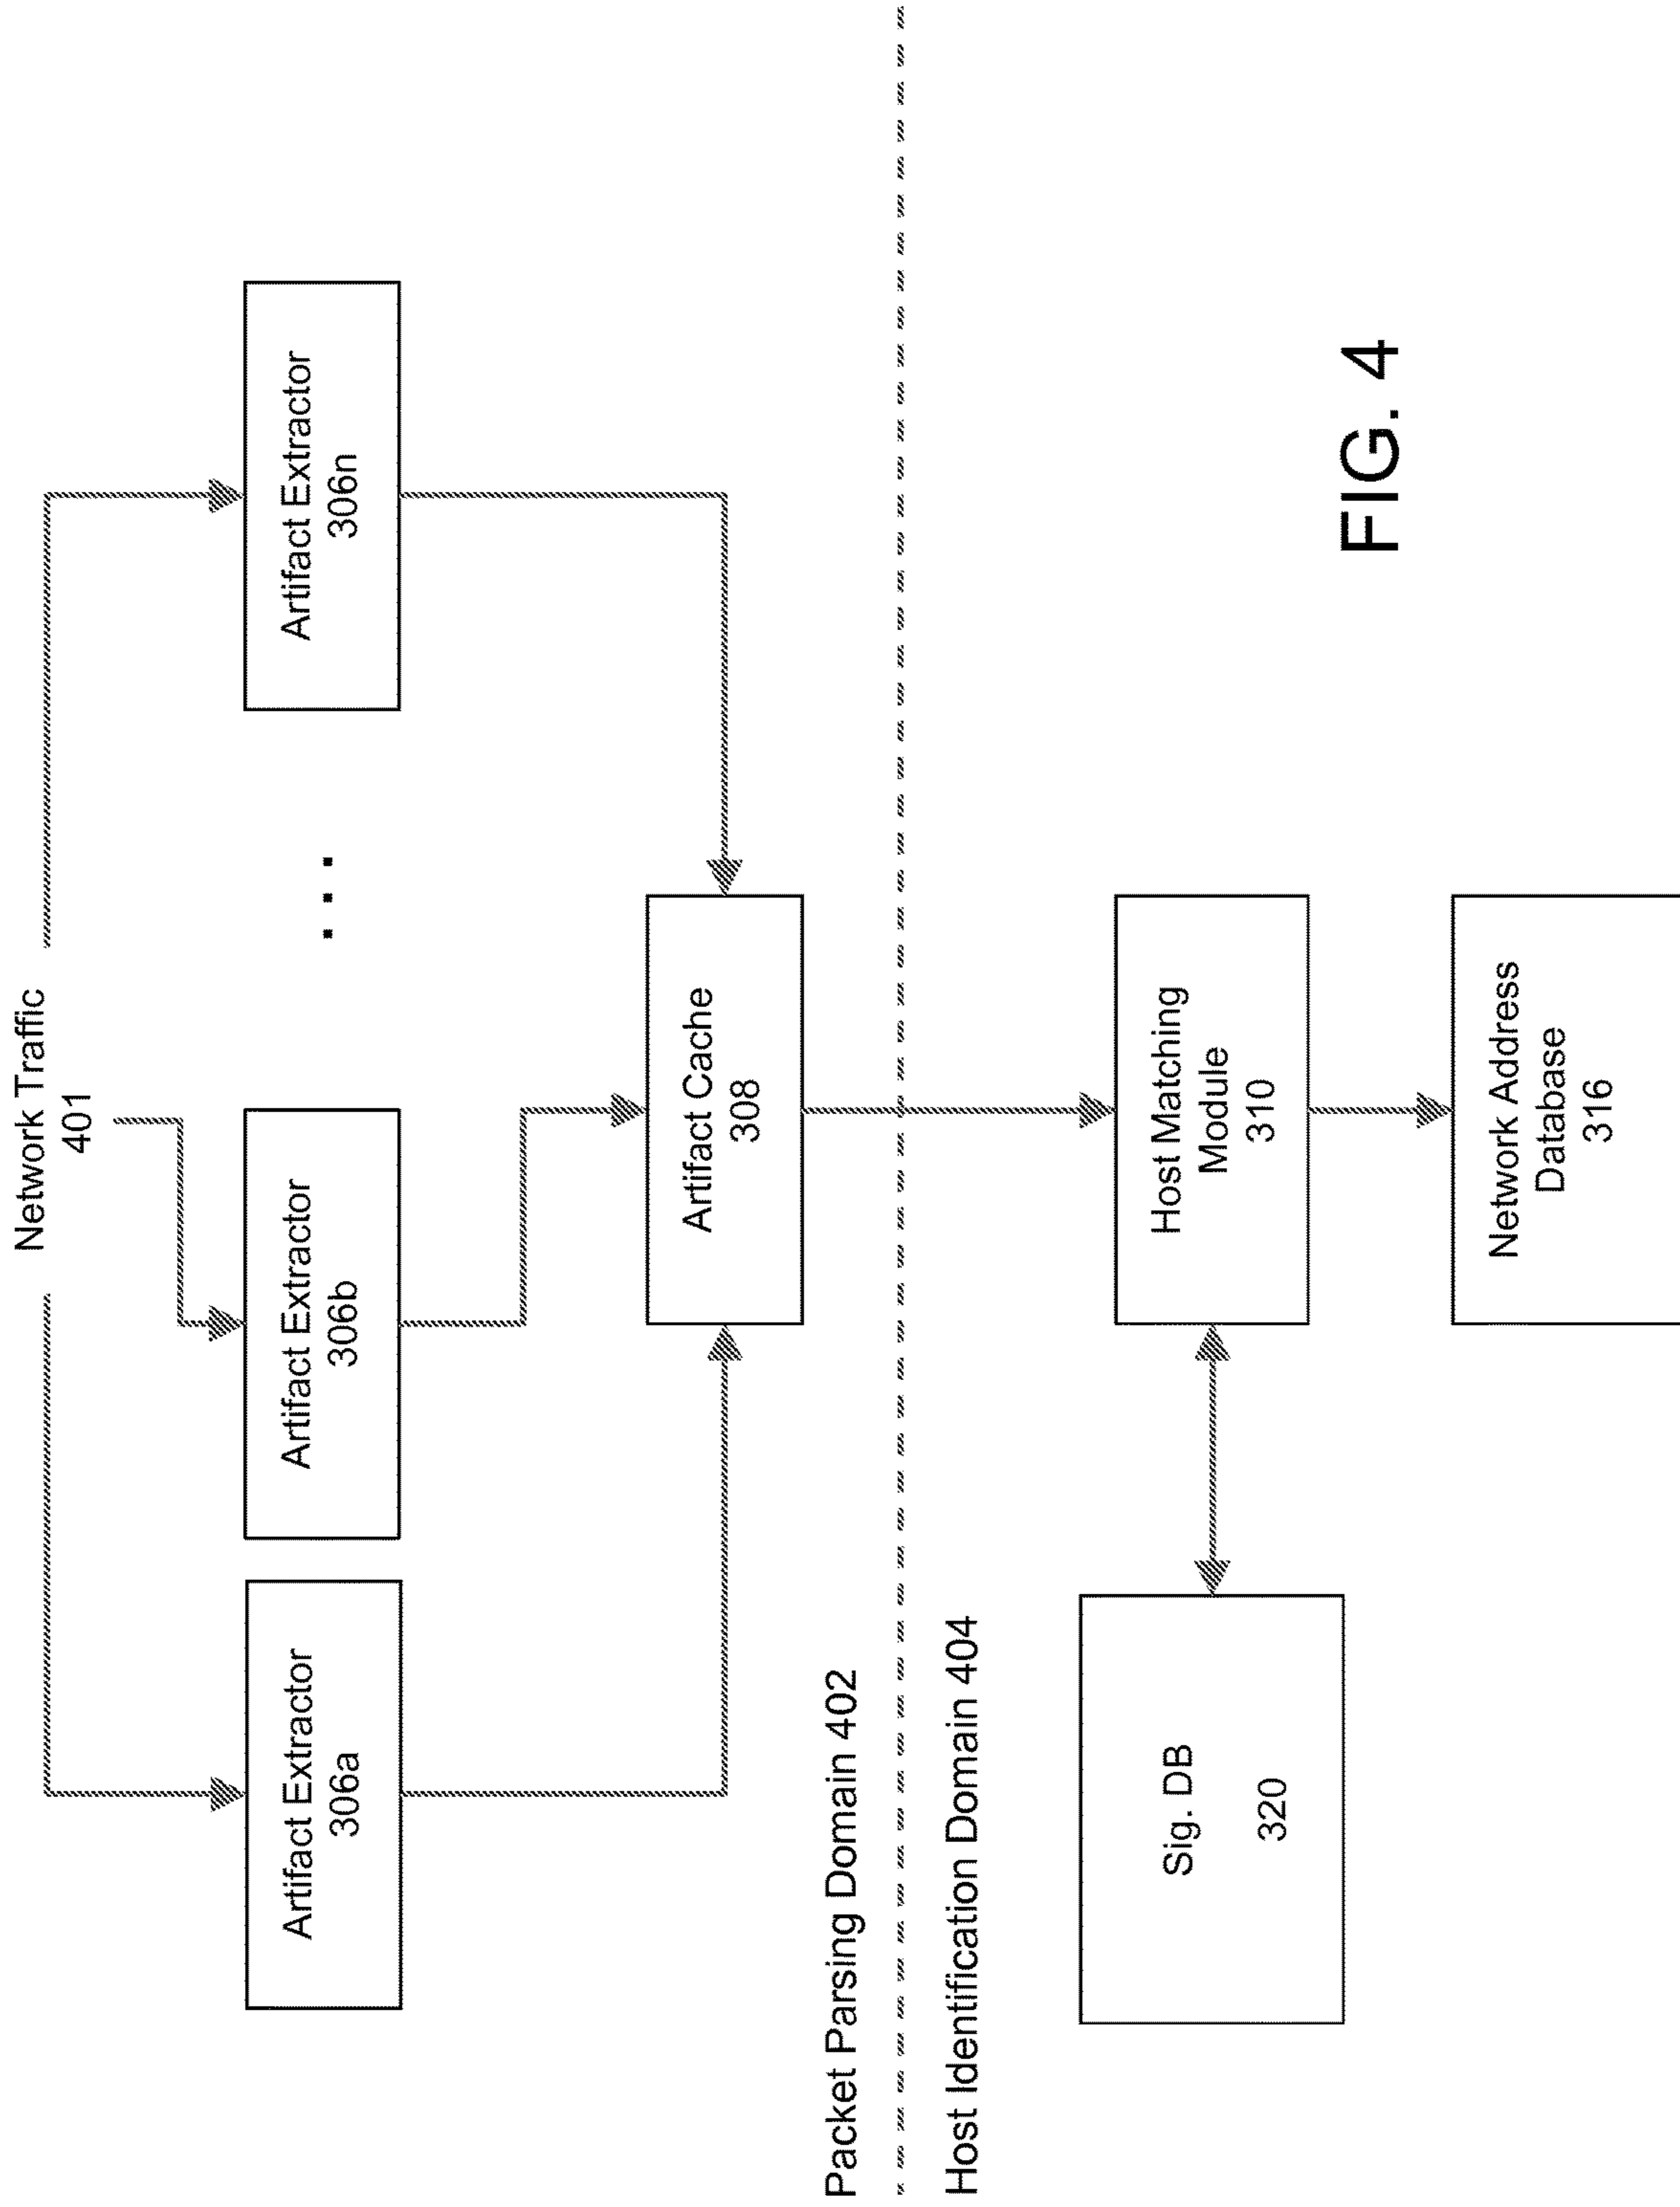 Network Traffic
401
Artifact Extractor
306a
Artifact Extractor
306b
. . .
Artifact Extractor
306n
Artifact Cache
308
Packet Parsing Domain 402
Host Identification Domain 404
Sig. DB
320
Host Matching
Module
310
Network Address
Database
316
FIG. 4